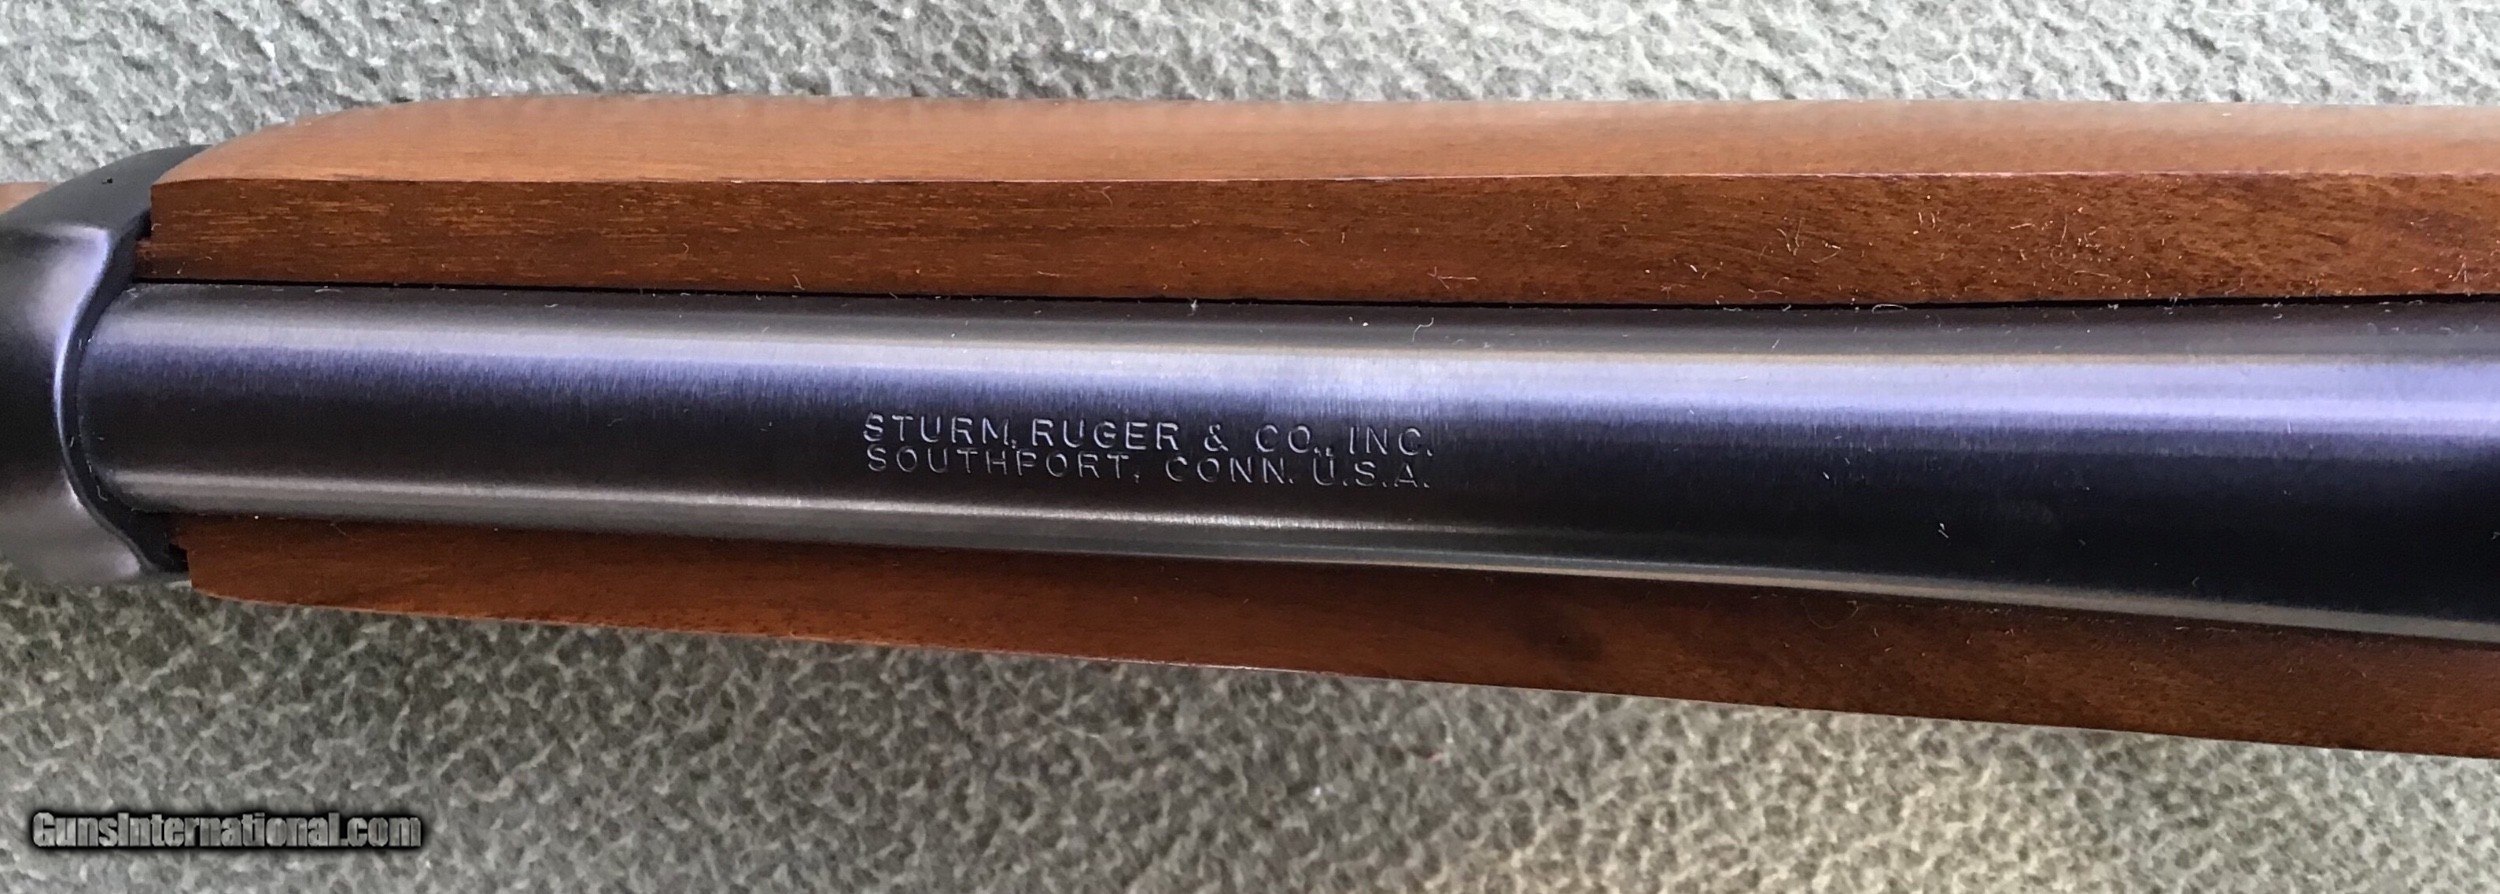 STURM, RUGER & CO., INC.
SOUTHPORT, CONN. U.S.A.
GunsInternational.com